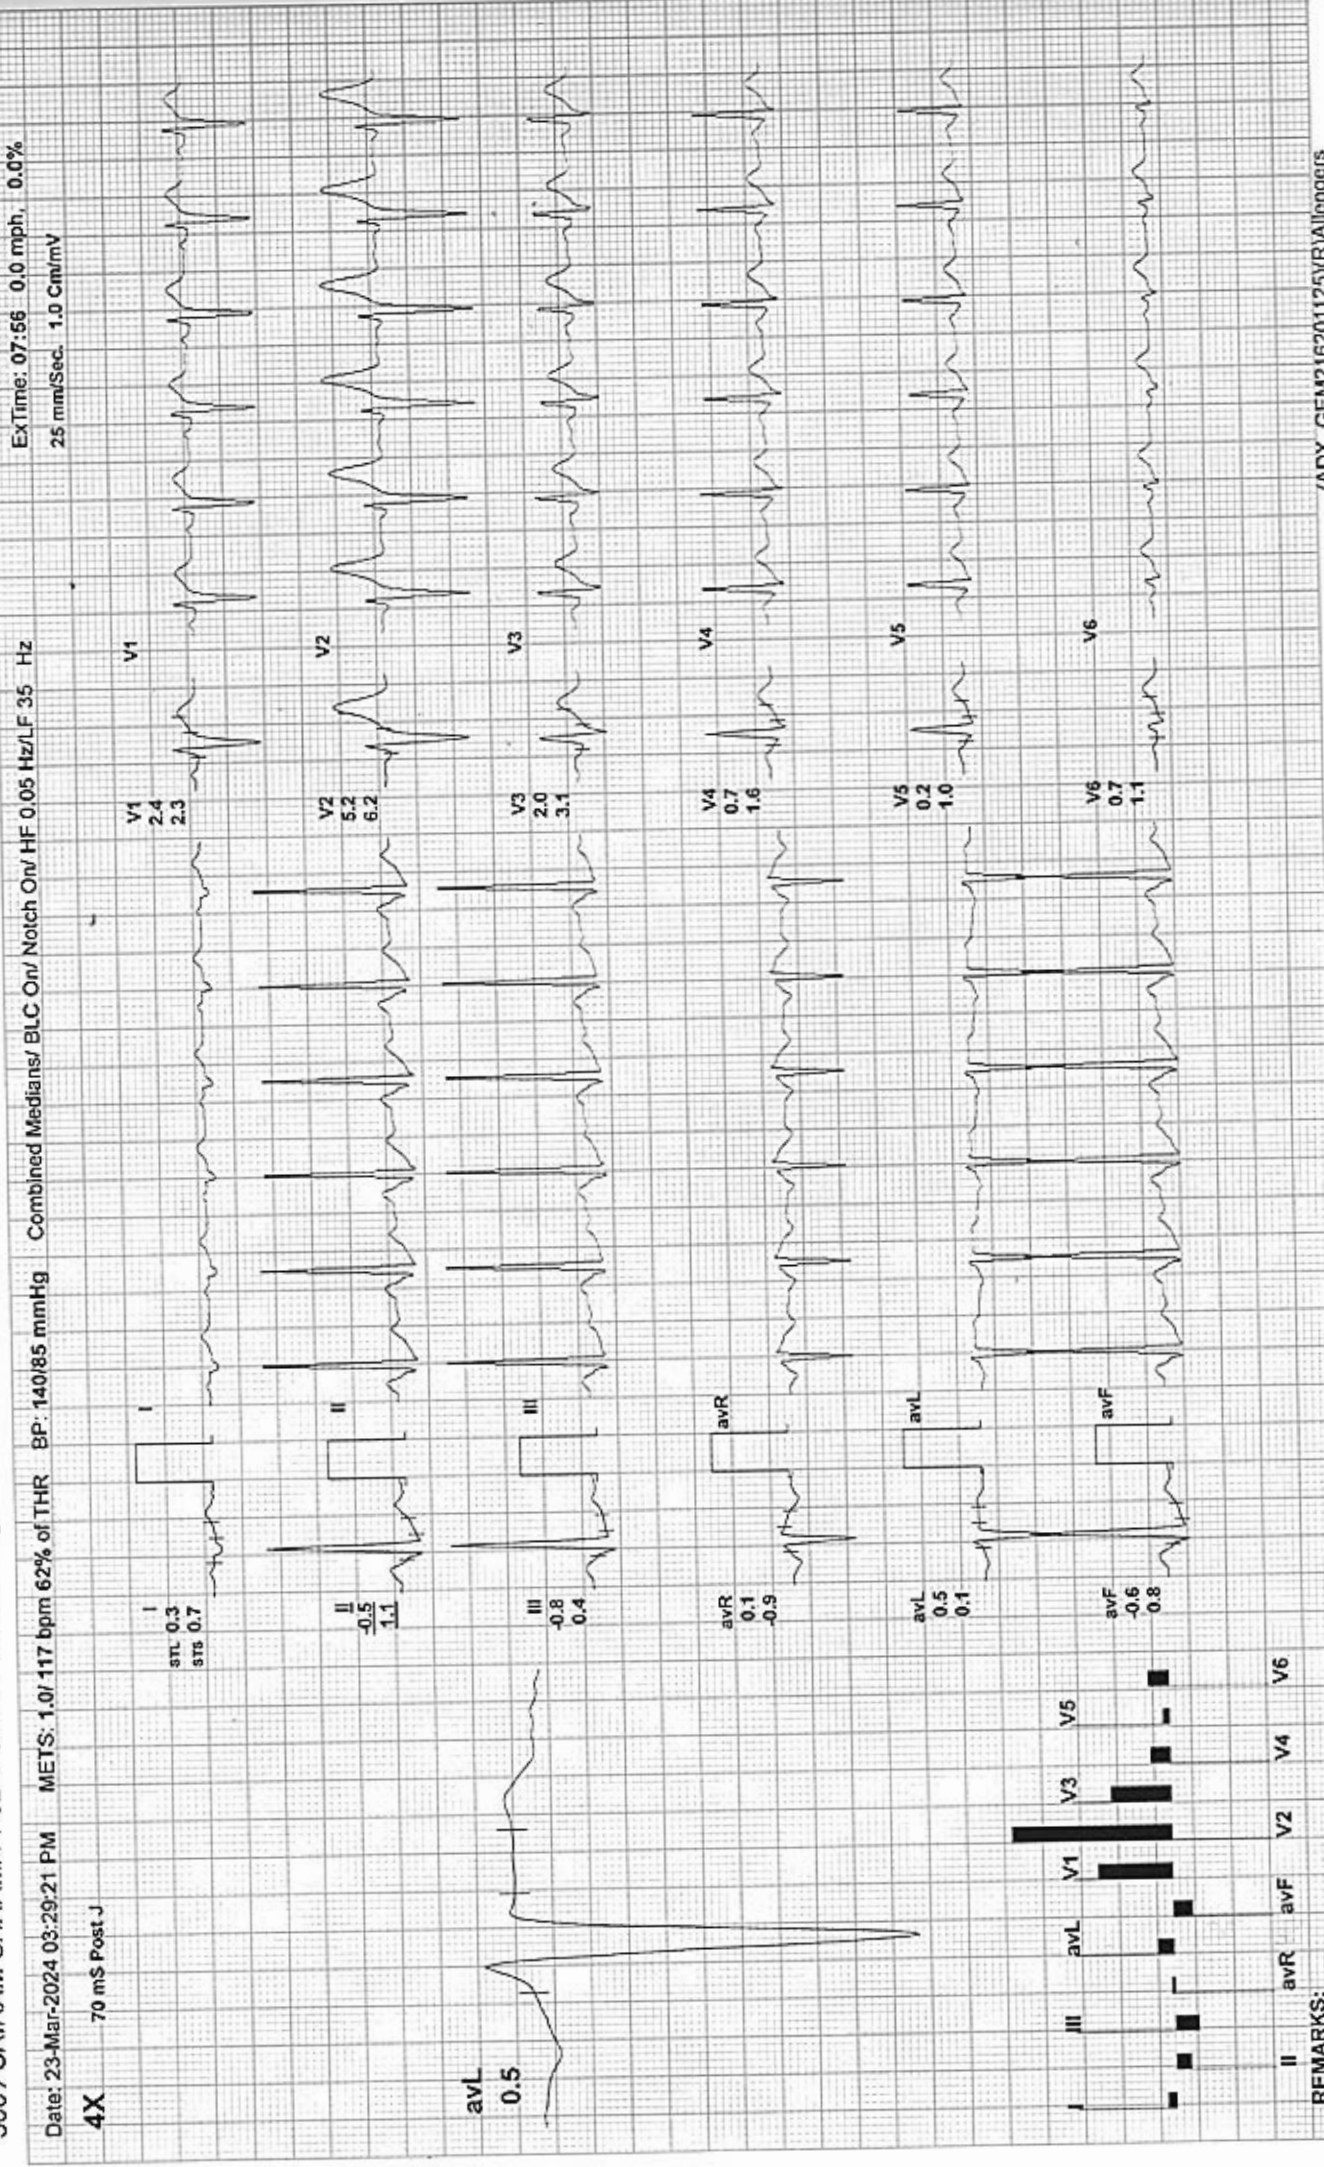 ExTime: 07:56 0.0 mph, 0.0%
Date: 23-Mar-2024 03:29:21 PM METS: 1.0/ 117 bpm 62% of THR BP: 140/85 mmHg Combined Medians/ BLC On/ Notch On/ HF 0.05 Hz/LF 35 Hz
25 mm/Sec. 1.0 Cm/mV
4X
70 mS Post J
avL
0.5
I
STL 0.3
STS 0.7
I
V1
2.4
2.3
V1
II
-0.5
1.1
II
V2
5.2
6.2
V2
III
-0.8
0.4
III
V3
2.0
3.1
V3
avR
0.1
-0.9
avR
V4
0.7
1.6
V4
avL
0.5
0.1
avL
V5
0.2
1.0
V5
avF
-0.6
0.8
avF
V6
0.7
1.1
V6
I III avL V1 V3 V5
II avR avF V2 V4 V6
REMARKS: